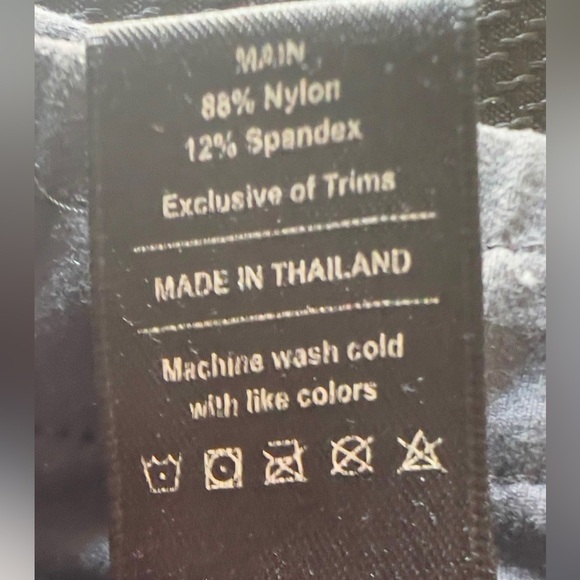 MAIN
88% Nylon
12% Spandex
Exclusive of Trims
MADE IN THAILAND
Machine wash cold
with like colors